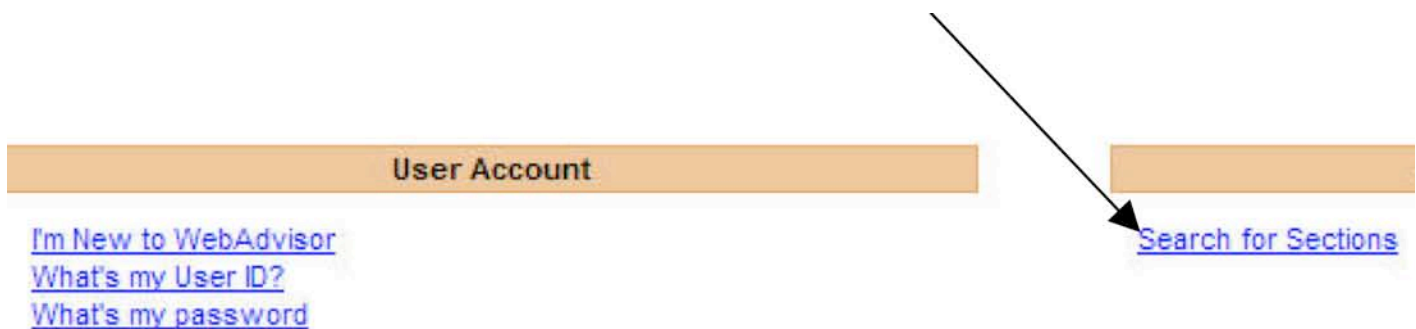 User Account
I'm New to WebAdvisor
What's my User ID?
What's my password
Search for Sections